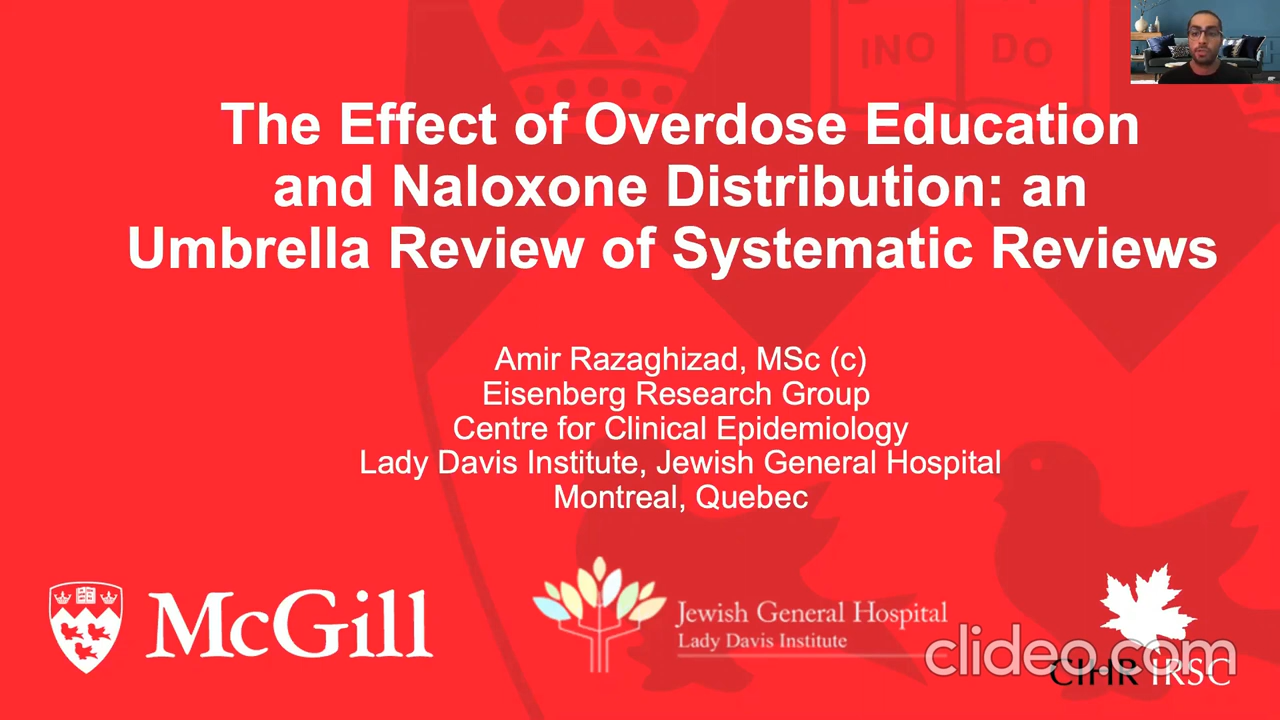 INO DO
The Effect of Overdose Education
and Naloxone Distribution: an
Umbrella Review of Systematic Reviews
Amir Razaghizad, MSc (c)
Eisenberg Research Group
Centre for Clinical Epidemiology
Lady Davis Institute, Jewish General Hospital
Montreal, Quebec
McGill
Jewish General Hospital
Lady Davis Institute
clideo.com
CIHR IRSC